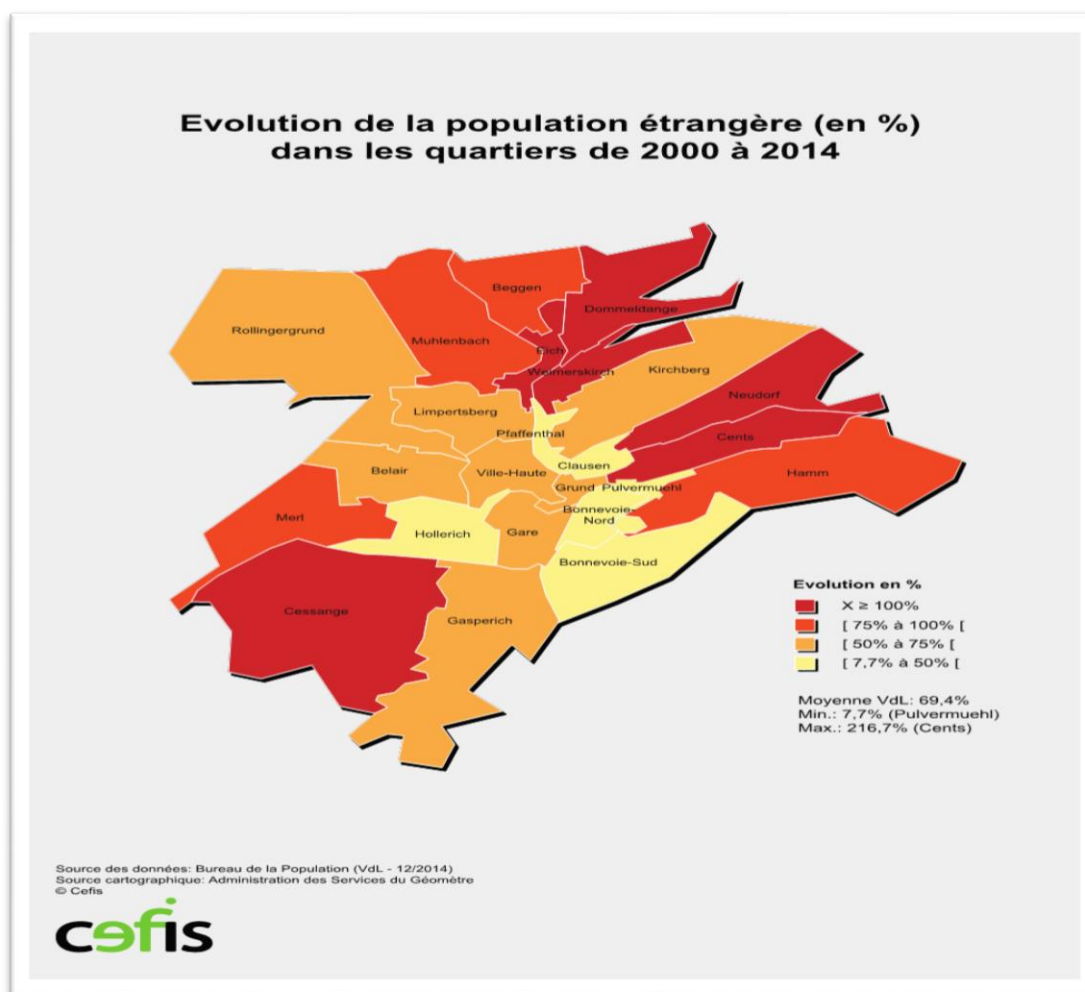 Evolution de la population étrangère (en %)
dans les quartiers de 2000 à 2014
Beggen
Dommeldange
Rollingergrund
Muhlenbach
Eich
Weimerskirch
Kirchberg
Neudorf
Limpertsberg
Pfaffenthal
Cents
Belair
Ville-Haute
Clausen
Hamm
Grund
Pulvermuehl
Merl
Hollerich
Gare
Bonnevoie-
Nord
Bonnevoie-Sud
Cessange
Gasperich
Evolution en %
X ≥ 100%
[ 75% à 100% [
[ 50% à 75% [
[ 7,7% à 50% [
Moyenne VdL: 69,4%
Min.: 7,7% (Pulvermuehl)
Max.: 216,7% (Cents)
Source des données: Bureau de la Population (VdL - 12/2014)
Source cartographique: Administration des Services du Géomètre
© Cefis
cefis